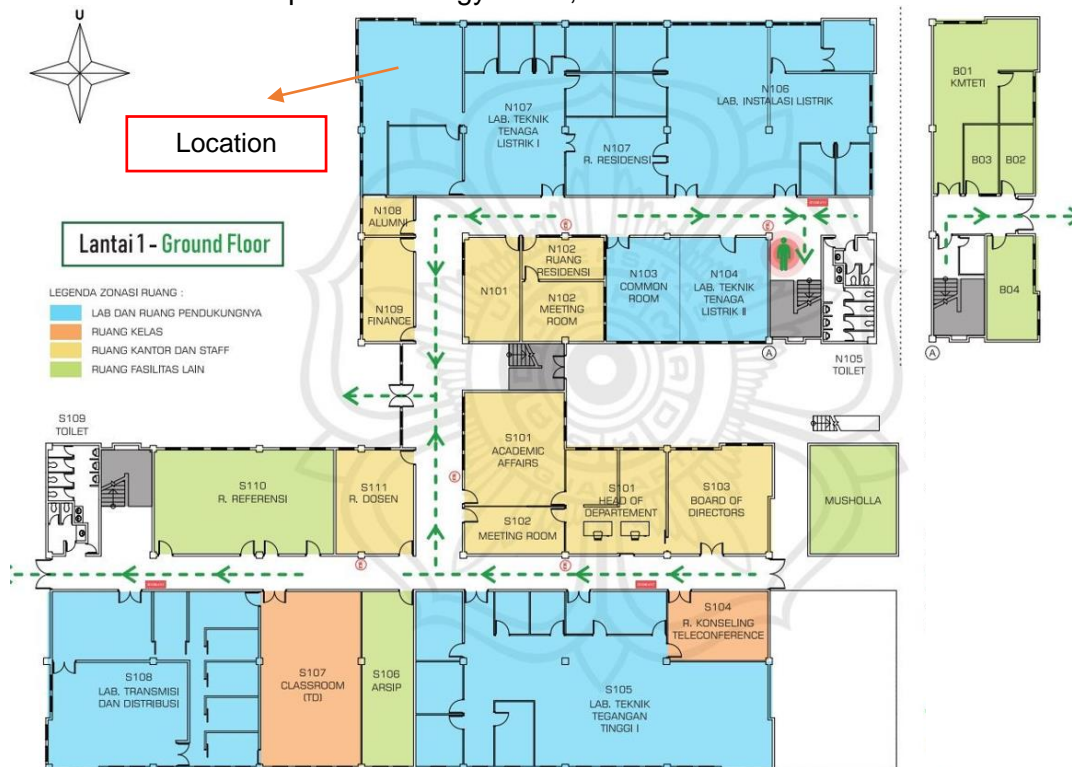 U
Location
Lantai 1 - Ground Floor
LEGENDA ZONASI RUANG :
LAB DAN RUANG PENDUKUNGNYA
RUANG KELAS
RUANG KANTOR DAN STAFF
RUANG FASILITAS LAIN
N107
LAB. TEKNIK
TENAGA
LISTRIK I
N107
R. RESIDENSI
N106
LAB. INSTALASI LISTRIK
B01
KMTETI
B03
B02
B04
N108
ALUMNI
N109
FINANCE
N101
N102
RUANG
RESIDENSI
N102
MEETING
ROOM
N103
COMMON
ROOM
N104
LAB. TEKNIK
TENAGA
LISTRIK II
N105
TOILET
A
A
S109
TOILET
S110
R. REFERENSI
S111
R. DOSEN
S101
ACADEMIC
AFFAIRS
S102
MEETING ROOM
S101
HEAD OF
DEPARTEMENT
S103
BOARD OF
DIRECTORS
MUSHOLLA
S104
R. KONSELING
TELECONFERENCE
S108
LAB. TRANSMISI
DAN DISTRIBUSI
S107
CLASSROOM
(TD)
S106
ARSIP
S105
LAB. TEKNIK
TEGANGAN
TINGGI I